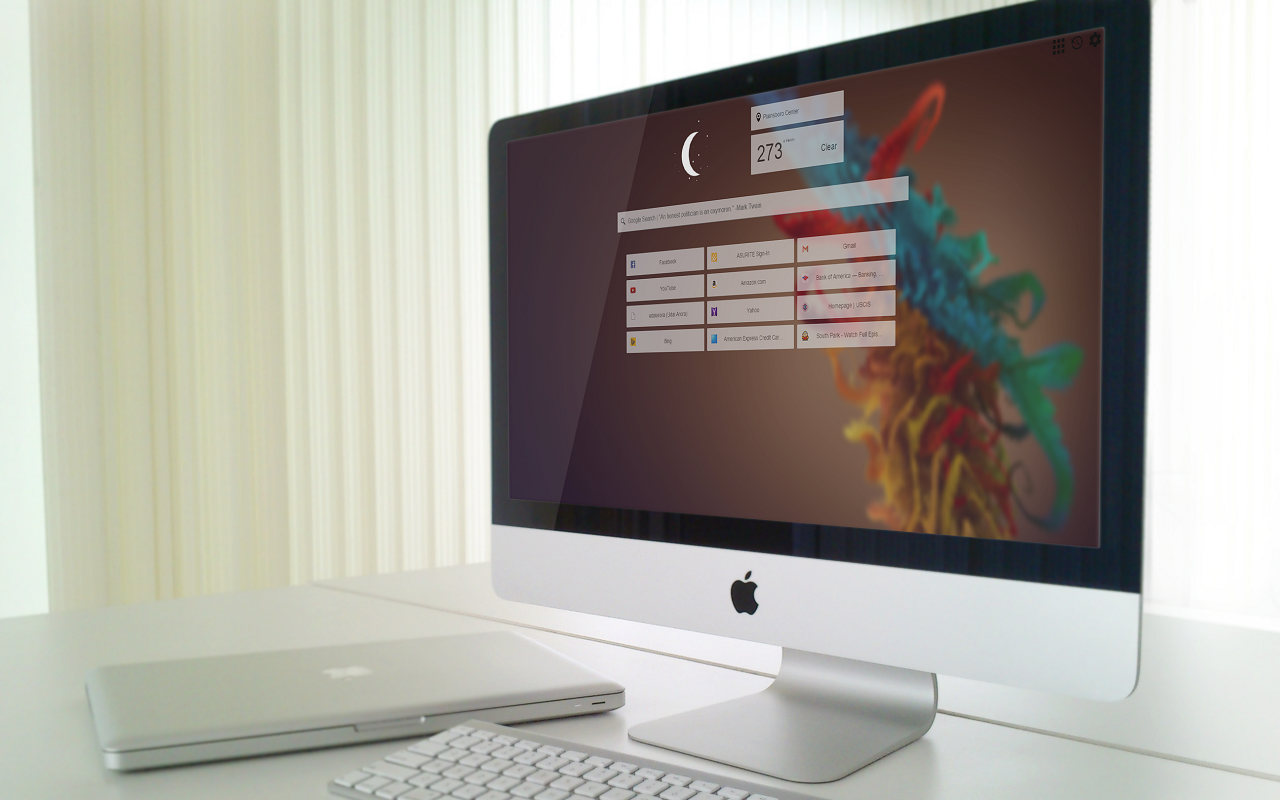 Plainsboro Center
273
Clear
Google Search | "An honest politician is an oxymoron." -Mark Twain
Facebook
ASURITE Sign-In
Gmail
YouTube
Amazon.com
Bank of America — Banking, ...
Yahoo
Homepage | USCIS
Bing
American Express Credit Car...
South Park - Watch Full Epis...